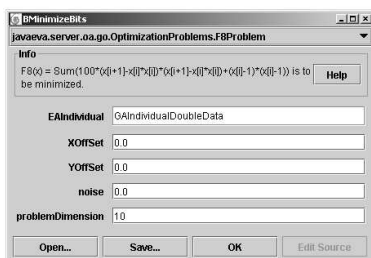 BMinimizeBits
javaeva.server.oa.go.OptimizationProblems.F8Problem
Info
F8(x) = Sum(100*(x[i+1]-x[i]*x[i])*(x[i+1]-x[i]*x[i])+(x[i]-1)*(x[i]-1)) is to
be minimized.
Help
EAIndividual GAIndividualDoubleData
XOffSet 0.0
YOffSet 0.0
noise 0.0
problemDimension 10
Open... Save... OK Edit Source